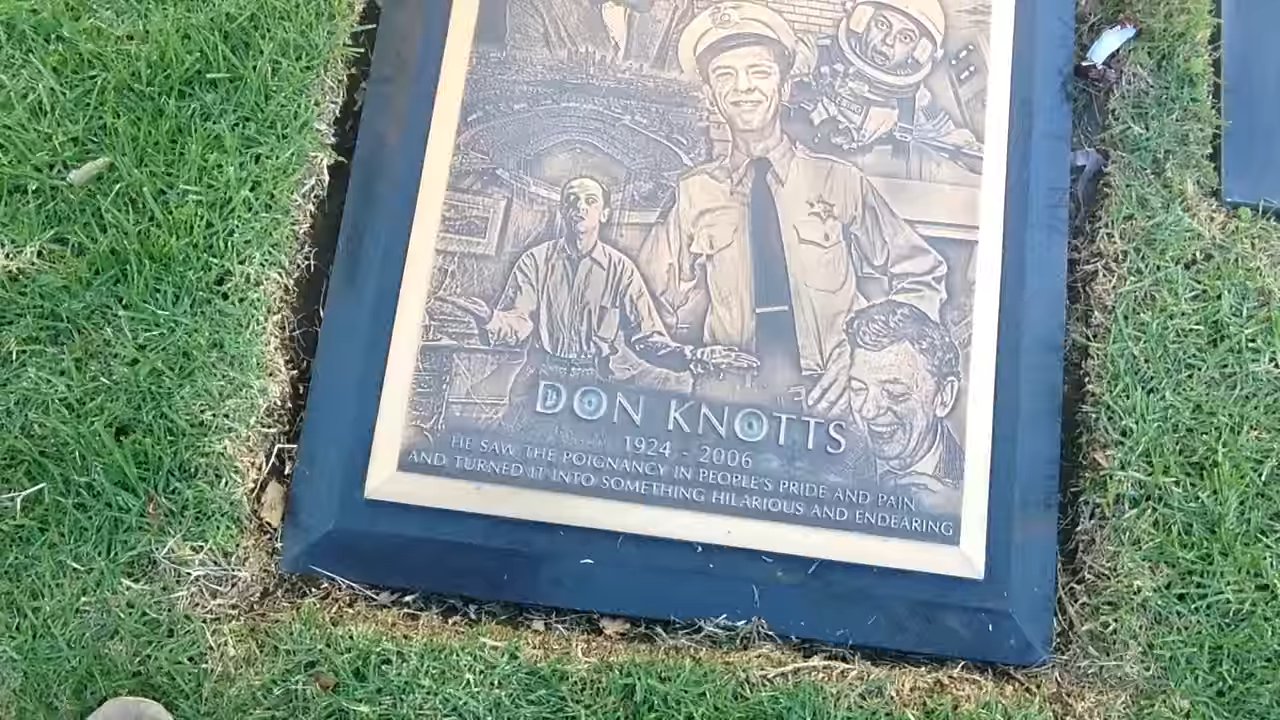 DON KNOTTS
1924 - 2006
HE SAW THE POIGNANCY IN PEOPLE'S PRIDE AND PAIN
AND TURNED IT INTO SOMETHING HILARIOUS AND ENDEARING